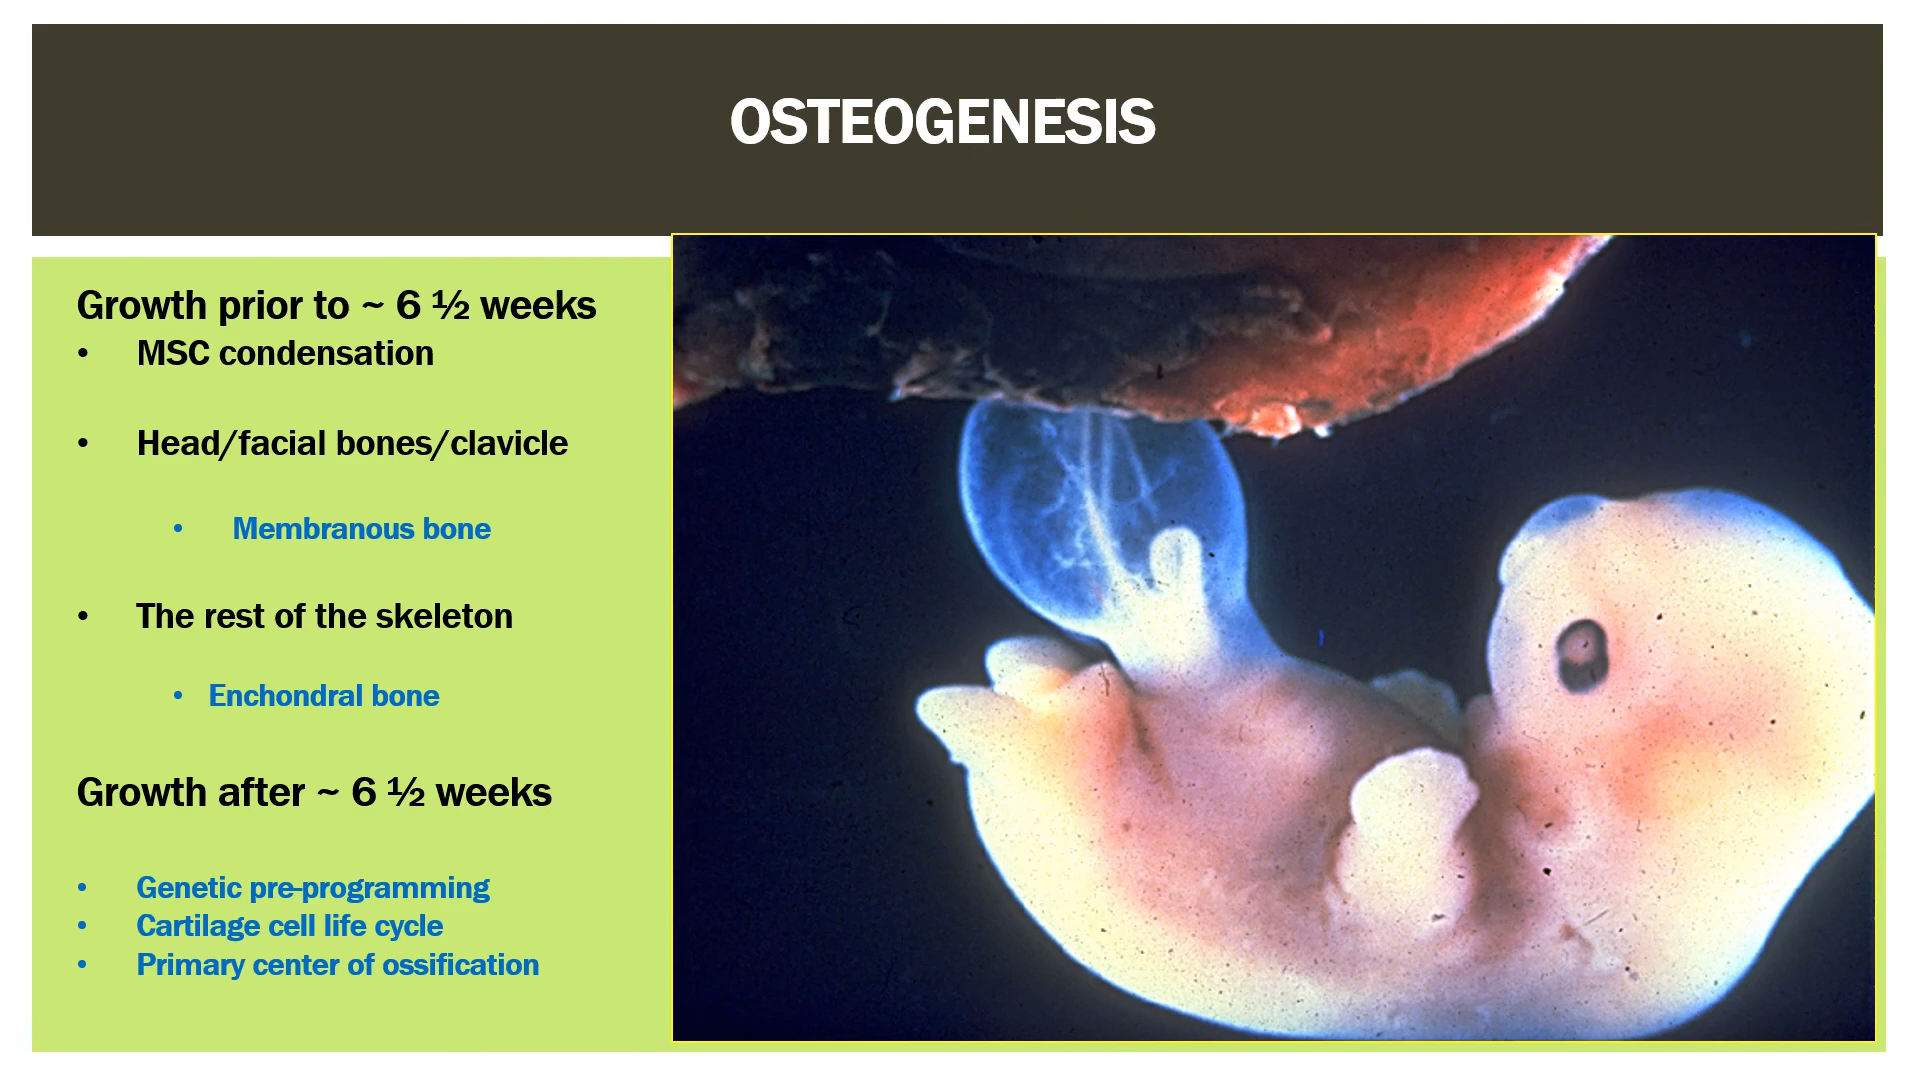 OSTEOGENESIS
Growth prior to ~ 6 ½ weeks
• MSC condensation
• Head/facial bones/clavicle
• Membranous bone
• The rest of the skeleton
• Enchondral bone
Growth after ~ 6 ½ weeks
• Genetic pre-programming
• Cartilage cell life cycle
• Primary center of ossification